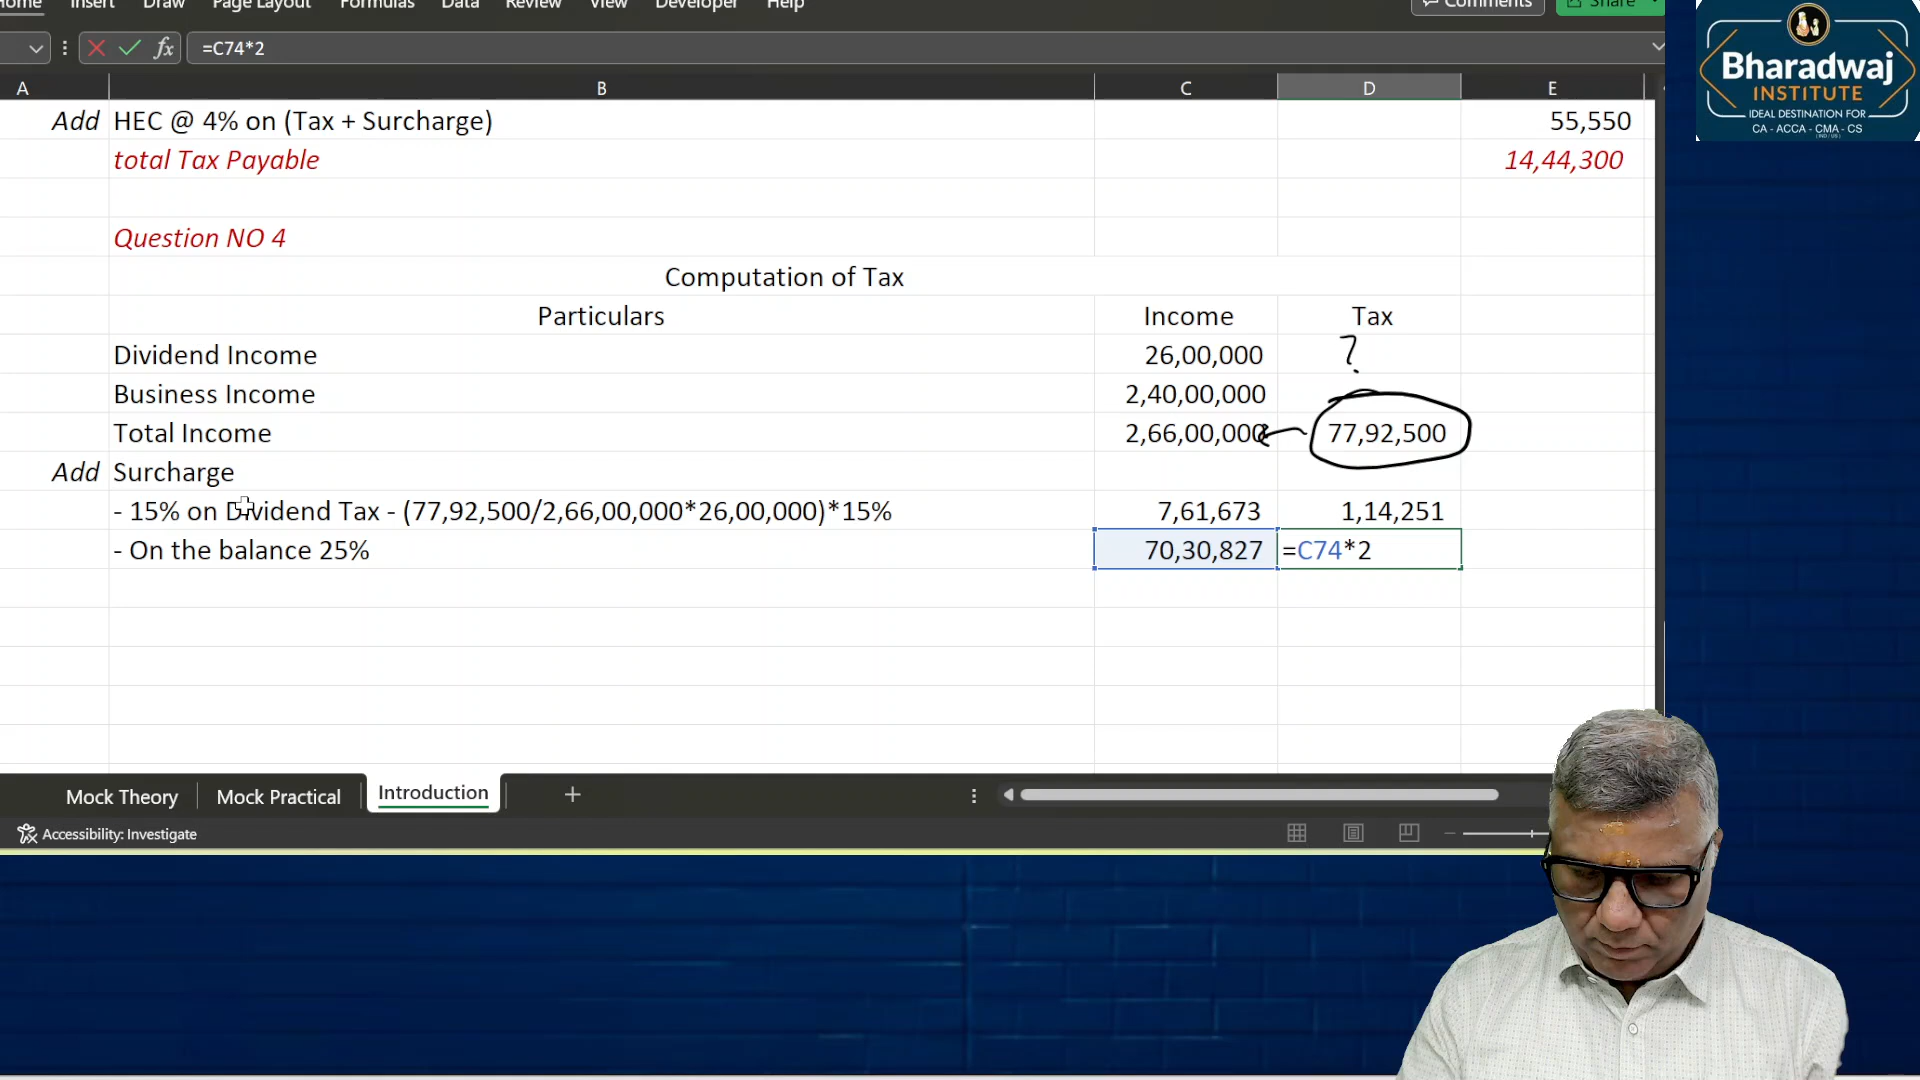 Home Insert Draw Page Layout Formulas Data Review View Developer Help Comments Share
fx =C74*2
A B C D E
Add HEC @ 4% on (Tax + Surcharge) 55,550
total Tax Payable 14,44,300
Question NO 4
Computation of Tax
Particulars Income Tax
Dividend Income 26,00,000 ?
Business Income 2,40,00,000
Total Income 2,66,00,000 77,92,500
Add Surcharge
- 15% on Dividend Tax - (77,92,500/2,66,00,000*26,00,000)*15% 7,61,673 1,14,251
- On the balance 25% 70,30,827 =C74*2
Mock Theory Mock Practical Introduction
Accessibility: Investigate
Bharadwaj
INSTITUTE
IDEAL DESTINATION FOR
CA - ACCA - CMA - CS